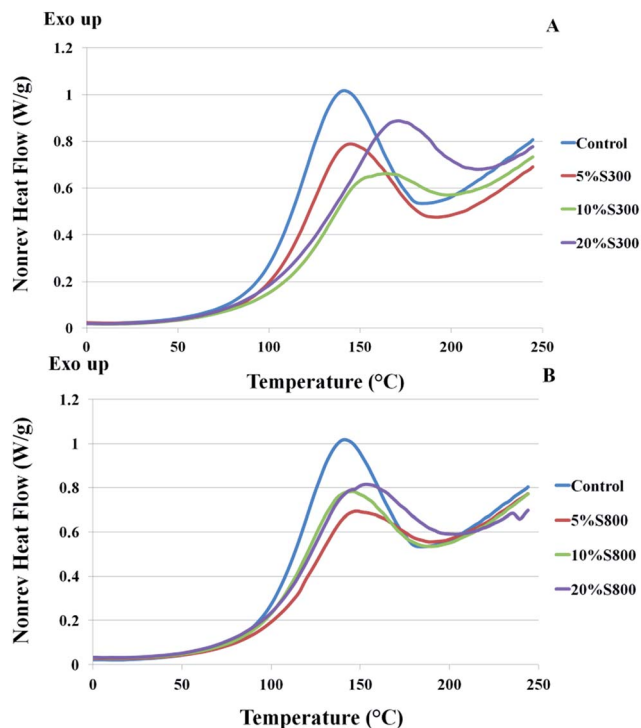 Exo up
A
1.2
1
0.8
0.6
0.4
0.2
0
0 50 100 150 200 250
Nonrev Heat Flow (W/g)
Temperature (°C)
Control
5%S300
10%S300
20%S300
Exo up
B
1.2
1
0.8
0.6
0.4
0.2
0
0 50 100 150 200 250
Nonrev Heat Flow (W/g)
Temperature (°C)
Control
5%S800
10%S800
20%S800